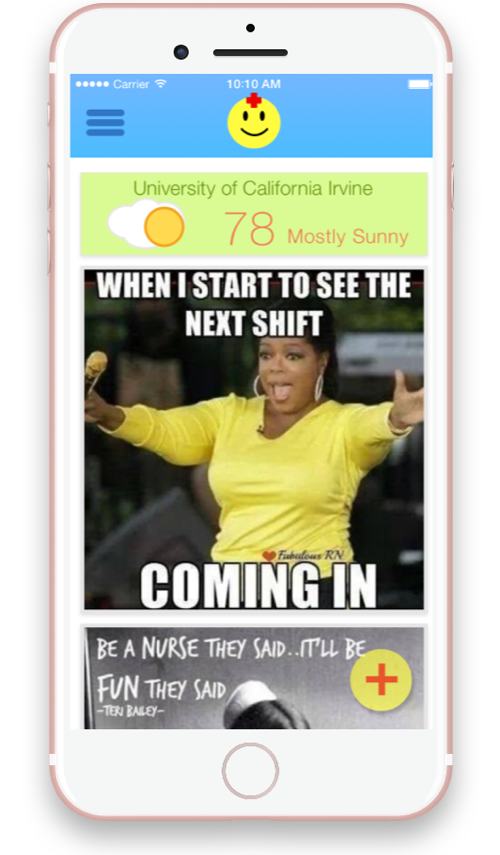 Carrier
10:10 AM
University of California Irvine
78 Mostly Sunny
WHEN I START TO SEE THE
NEXT SHIFT
Fabulous RN
COMING IN
BE A NURSE THEY SAID..IT'LL BE
FUN THEY SAID
-TERI BAILEY-